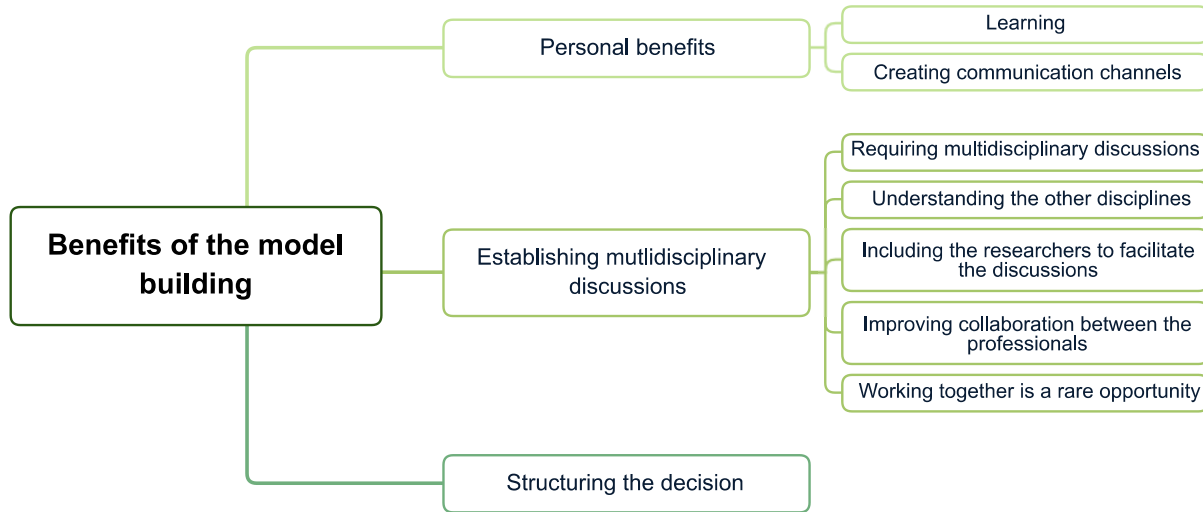 Benefits of the model
building
Personal benefits
Learning
Creating communication channels
Establishing mutlidisciplinary
discussions
Requiring multidisciplinary discussions
Understanding the other disciplines
Including the researchers to facilitate
the discussions
Improving collaboration between the
professionals
Working together is a rare opportunity
Structuring the decision